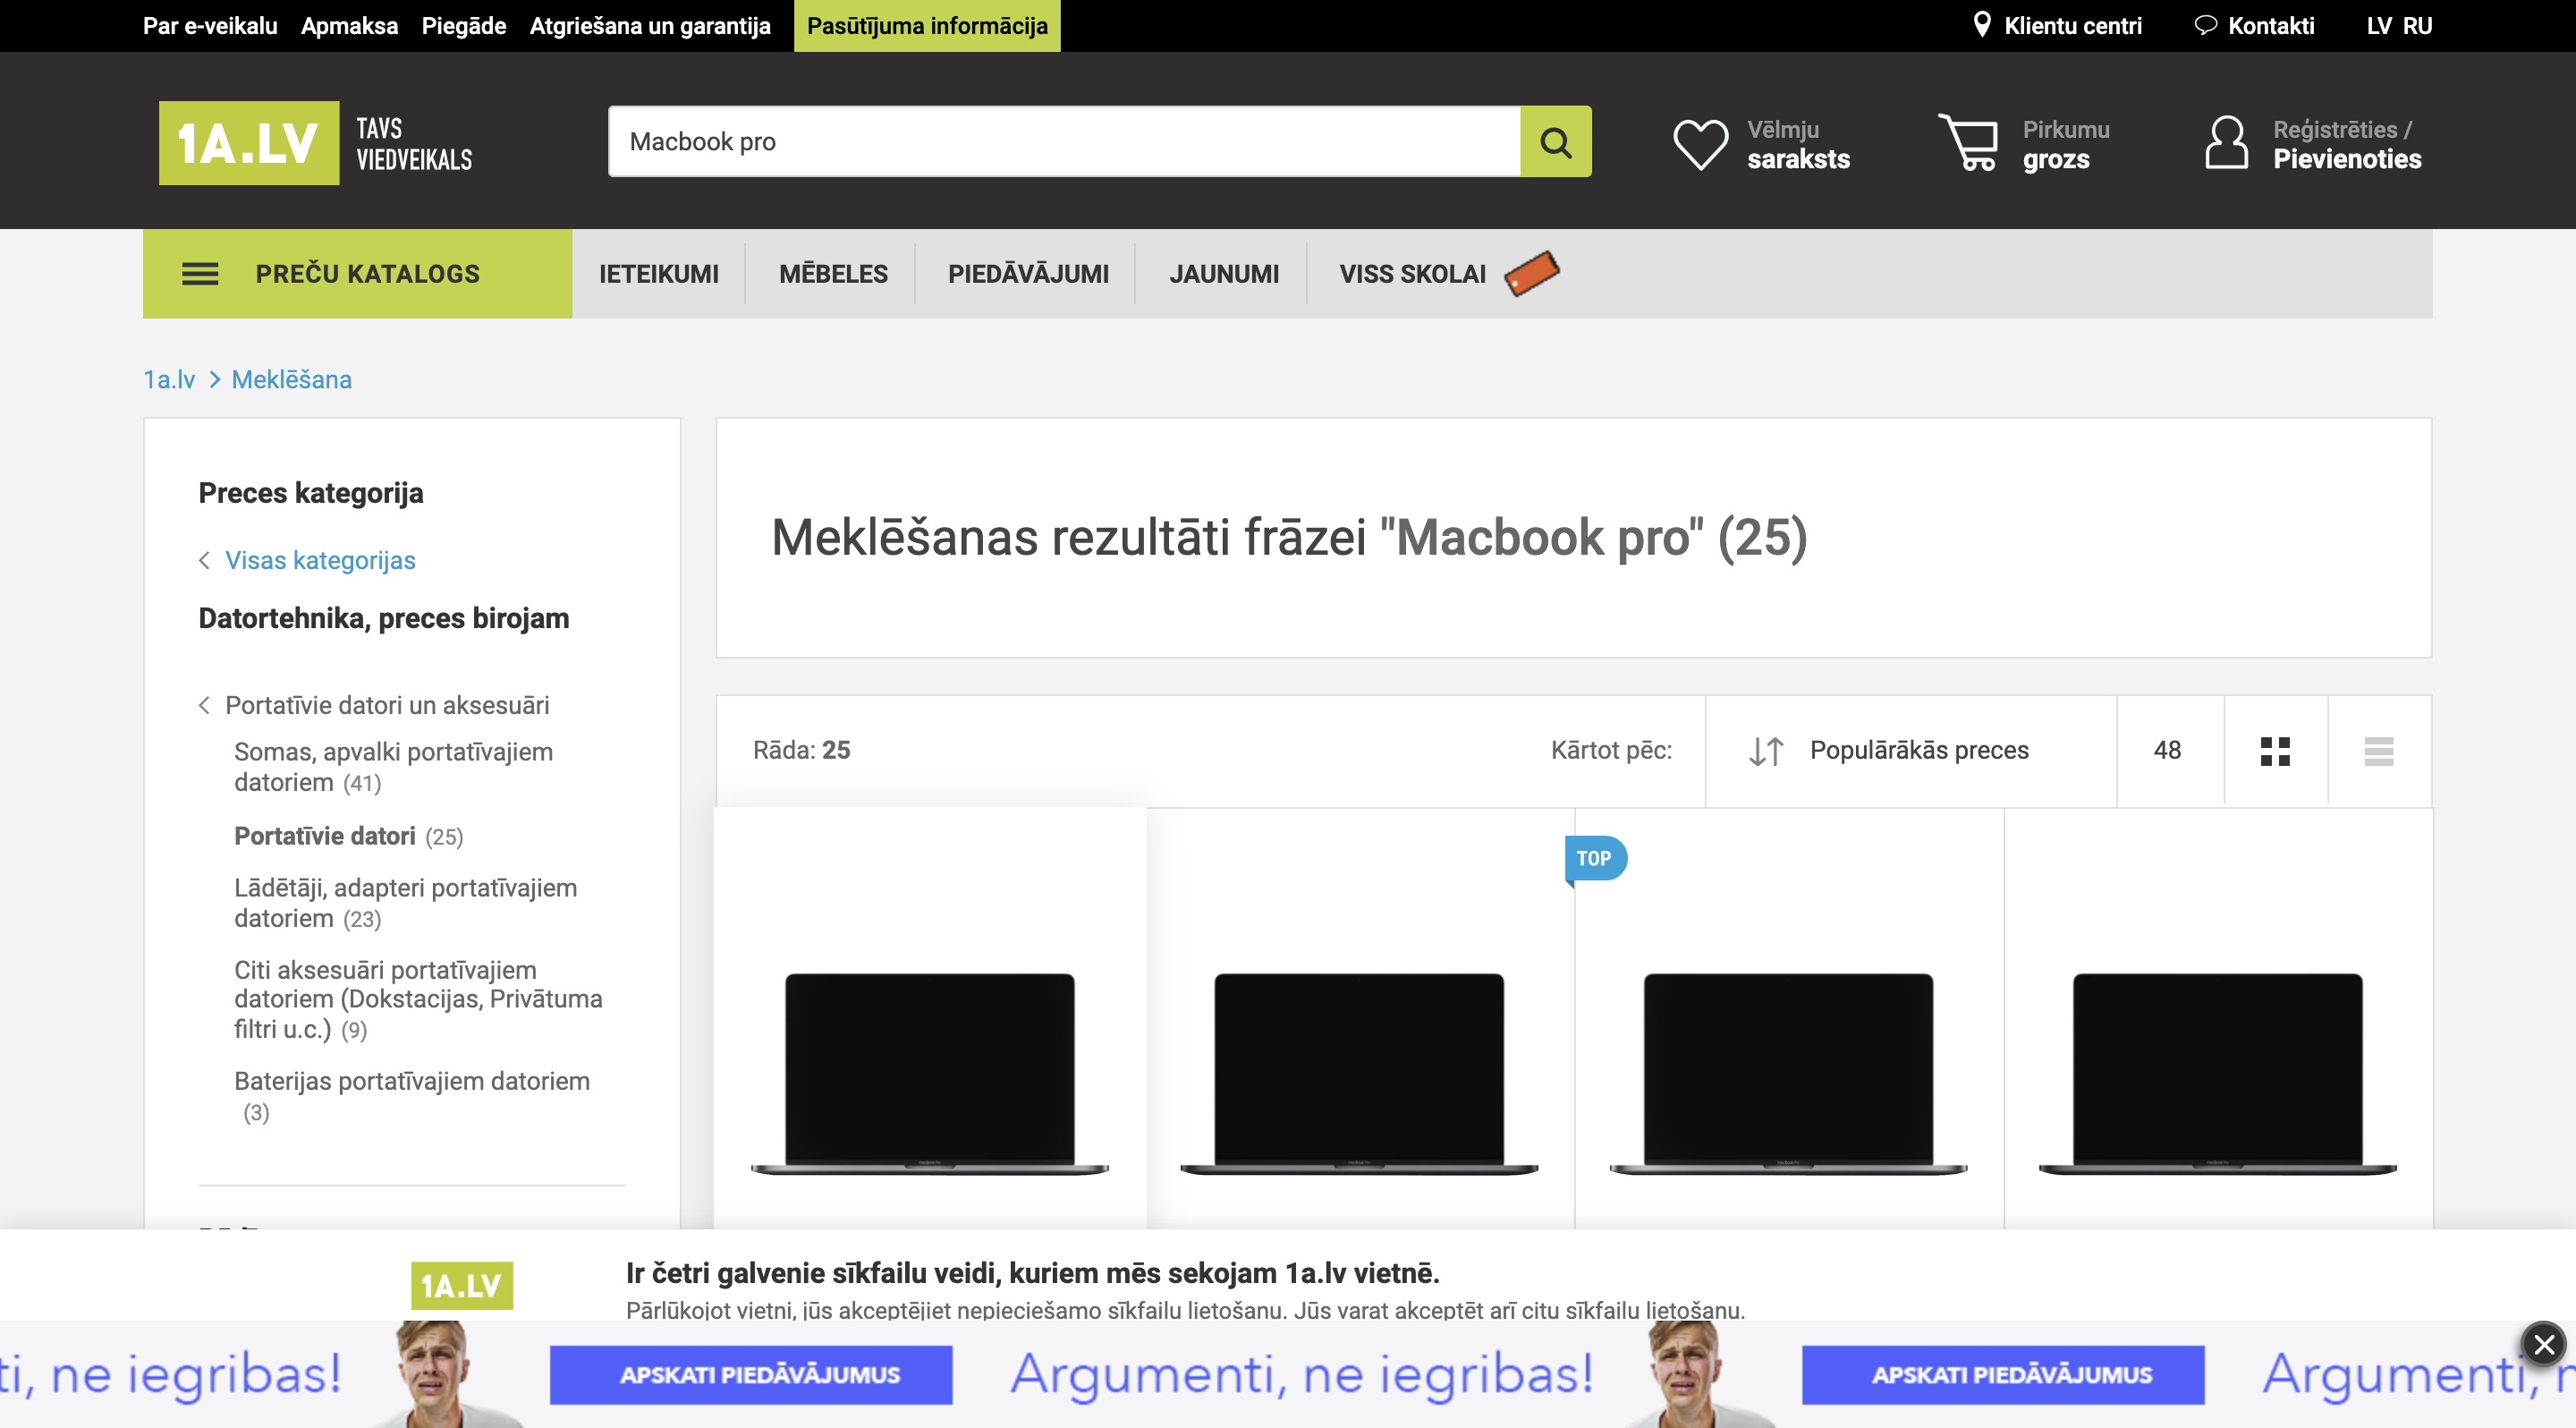 Par e-veikalu Apmaksa Piegāde Atgriešana un garantija Pasūtījuma informācija Klientu centri Kontakti LV RU
1A.LV
TAVS
VIEDVEIKALS
Macbook pro
Vēlmju
saraksts
Pirkumu
grozs
Reģistrēties /
Pievienoties
PREČU KATALOGS IETEIKUMI MĒBELES PIEDĀVĀJUMI JAUNUMI VISS SKOLAI
1a.lv > Meklēšana
Preces kategorija
Visas kategorijas
Datortehnika, preces birojam
Portatīvie datori un aksesuāri
Somas, apvalki portatīvajiem
datoriem (41)
Portatīvie datori (25)
Lādētāji, adapteri portatīvajiem
datoriem (23)
Citi aksesuāri portatīvajiem
datoriem (Dokstacijas, Privātuma
filtri u.c.) (9)
Baterijas portatīvajiem datoriem
(3)
Meklēšanas rezultāti frāzei "Macbook pro" (25)
Rāda: 25 Kārtot pēc: Populārākās preces 48
TOP
1A.LV
Ir četri galvenie sīkfailu veidi, kuriem mēs sekojam 1a.lv vietnē.
Pārlūkojot vietni, jūs akceptējiet nepieciešamo sīkfailu lietošanu. Jūs varat akceptēt arī citu sīkfailu lietošanu.
ti, ne iegribas! APSKATI PIEDĀVĀJUMUS Argumenti, ne iegribas! APSKATI PIEDĀVĀJUMUS Argumenti,